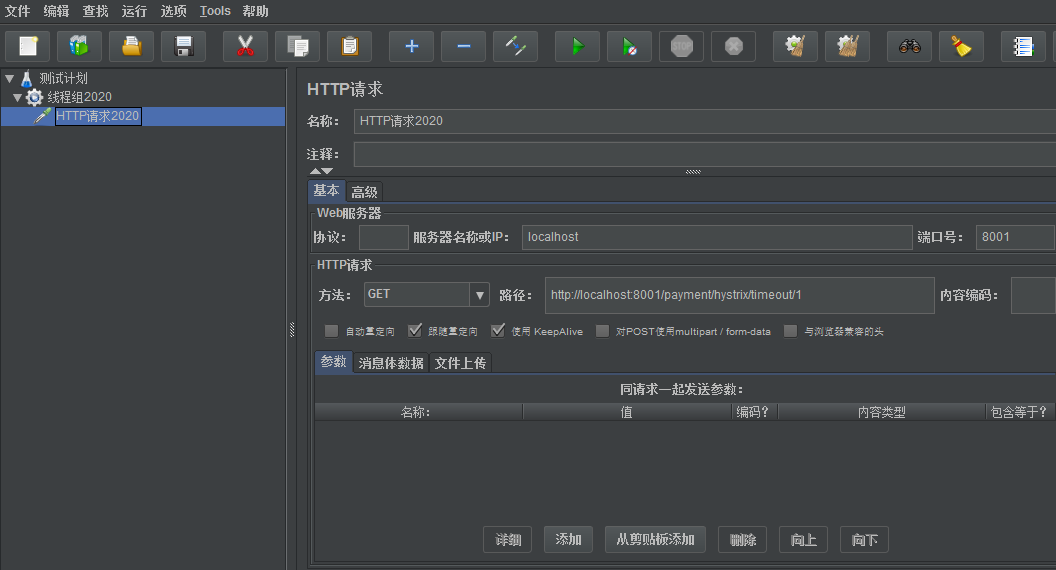 文件 编辑 查找 运行 选项 Tools 帮助
STOP
测试计划
线程组2020
HTTP请求2020
HTTP请求
名称: HTTP请求2020
注释:
基本 高级
Web服务器
协议: 服务器名称或IP: localhost 端口号: 8001
HTTP请求
方法: GET 路径: http://localhost:8001/payment/hystrix/timeout/1 内容编码:
自动重定向 跟随重定向 使用 KeepAlive 对POST使用multipart / form-data 与浏览器兼容的头
参数 消息体数据 文件上传
同请求一起发送参数:
名称: 值 编码? 内容类型 包含等于?
详细 添加 从剪贴板添加 删除 向上 向下